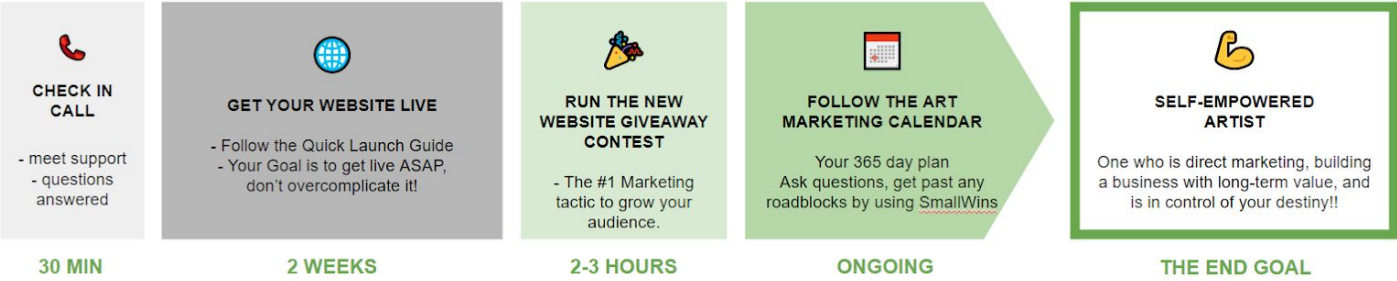 CHECK IN
CALL
- meet support
- questions
answered
30 MIN
GET YOUR WEBSITE LIVE
- Follow the Quick Launch Guide
- Your Goal is to get live ASAP,
don't overcomplicate it!
2 WEEKS
RUN THE NEW
WEBSITE GIVEAWAY
CONTEST
- The #1 Marketing
tactic to grow your
audience.
2-3 HOURS
FOLLOW THE ART
MARKETING CALENDAR
Your 365 day plan
Ask questions, get past any
roadblocks by using SmallWins
ONGOING
SELF-EMPOWERED
ARTIST
One who is direct marketing, building
a business with long-term value, and
is in control of your destiny!!
THE END GOAL